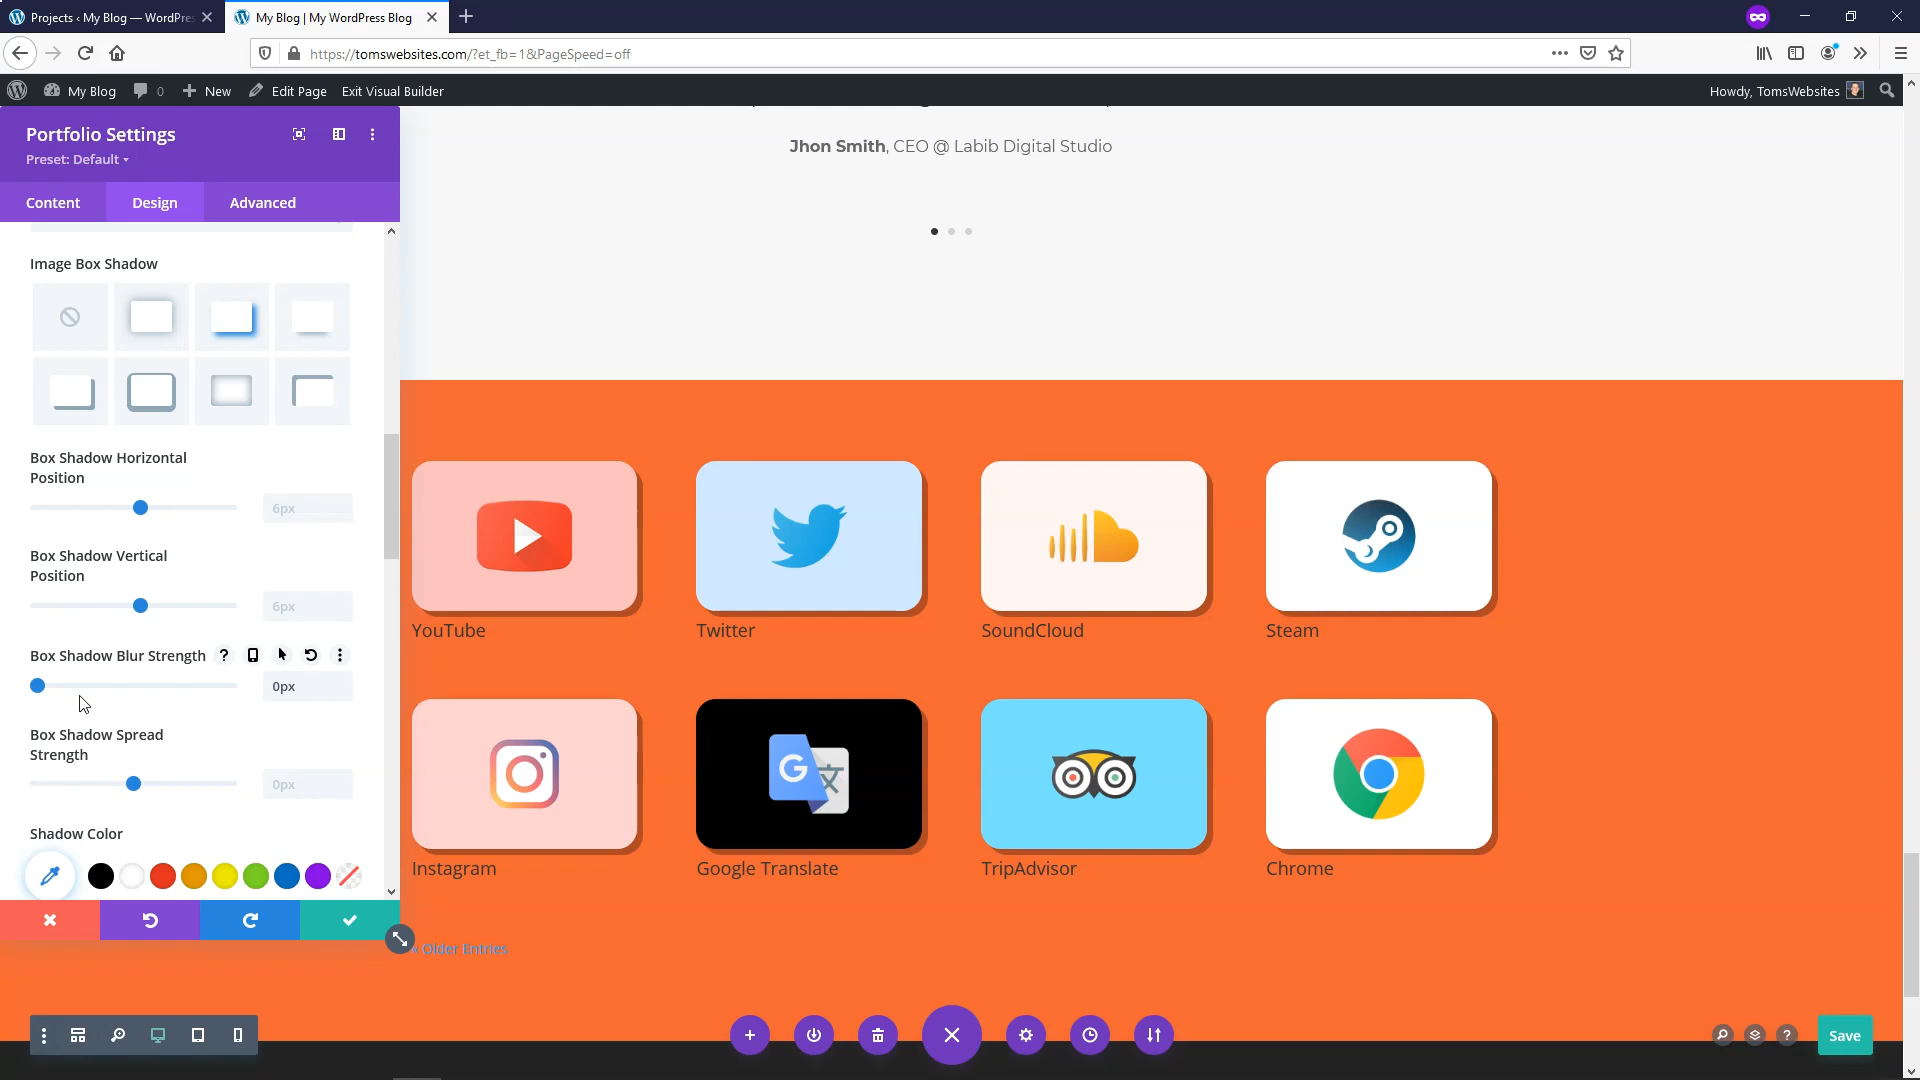 Projects ‹ My Blog — WordPres
My Blog | My WordPress Blog
https://tomswebsites.com/?et_fb=1&PageSpeed=off
My Blog 0 New Edit Page Exit Visual Builder
Howdy, TomsWebsites
Portfolio Settings
Preset: Default
Content Design Advanced
Jhon Smith, CEO @ Labib Digital Studio
Image Box Shadow
Box Shadow Horizontal
Position
6px
Box Shadow Vertical
Position
6px
Box Shadow Blur Strength ?
0px
Box Shadow Spread
Strength
0px
Shadow Color
YouTube Twitter SoundCloud Steam
Instagram Google Translate TripAdvisor Chrome
« Older Entries
? Save